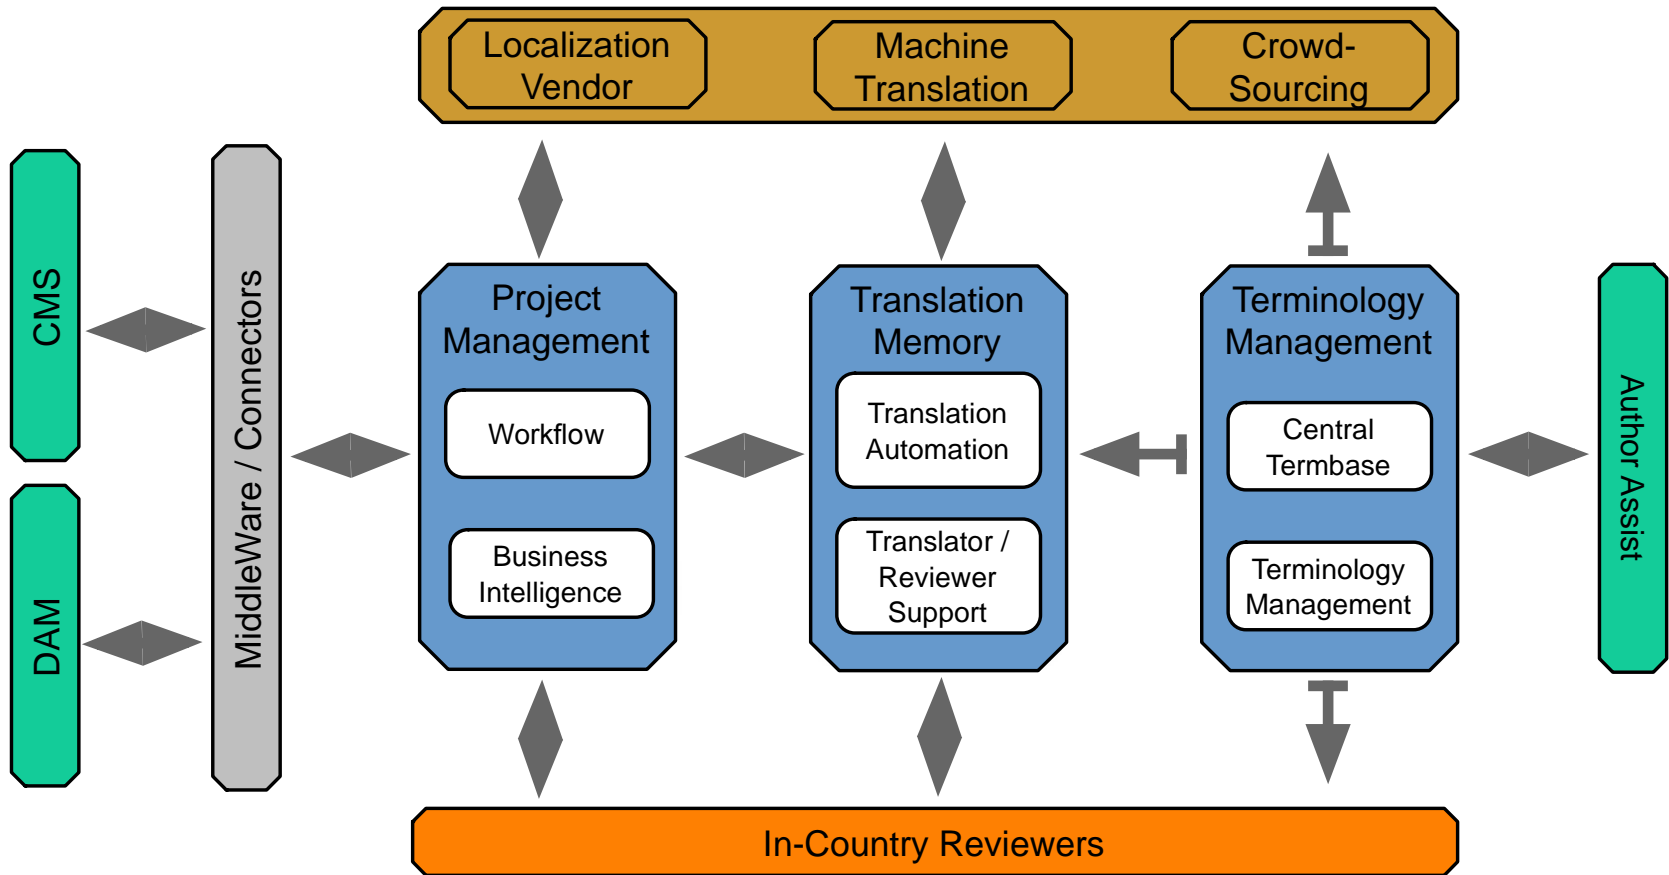 Localization
Vendor
Machine
Translation
Crowd-
Sourcing
CMS
DAM
MiddleWare / Connectors
Project
Management
Workflow
Business
Intelligence
Translation
Memory
Translation
Automation
Translator /
Reviewer
Support
Terminology
Management
Central
Termbase
Terminology
Management
Author Assist
In-Country Reviewers